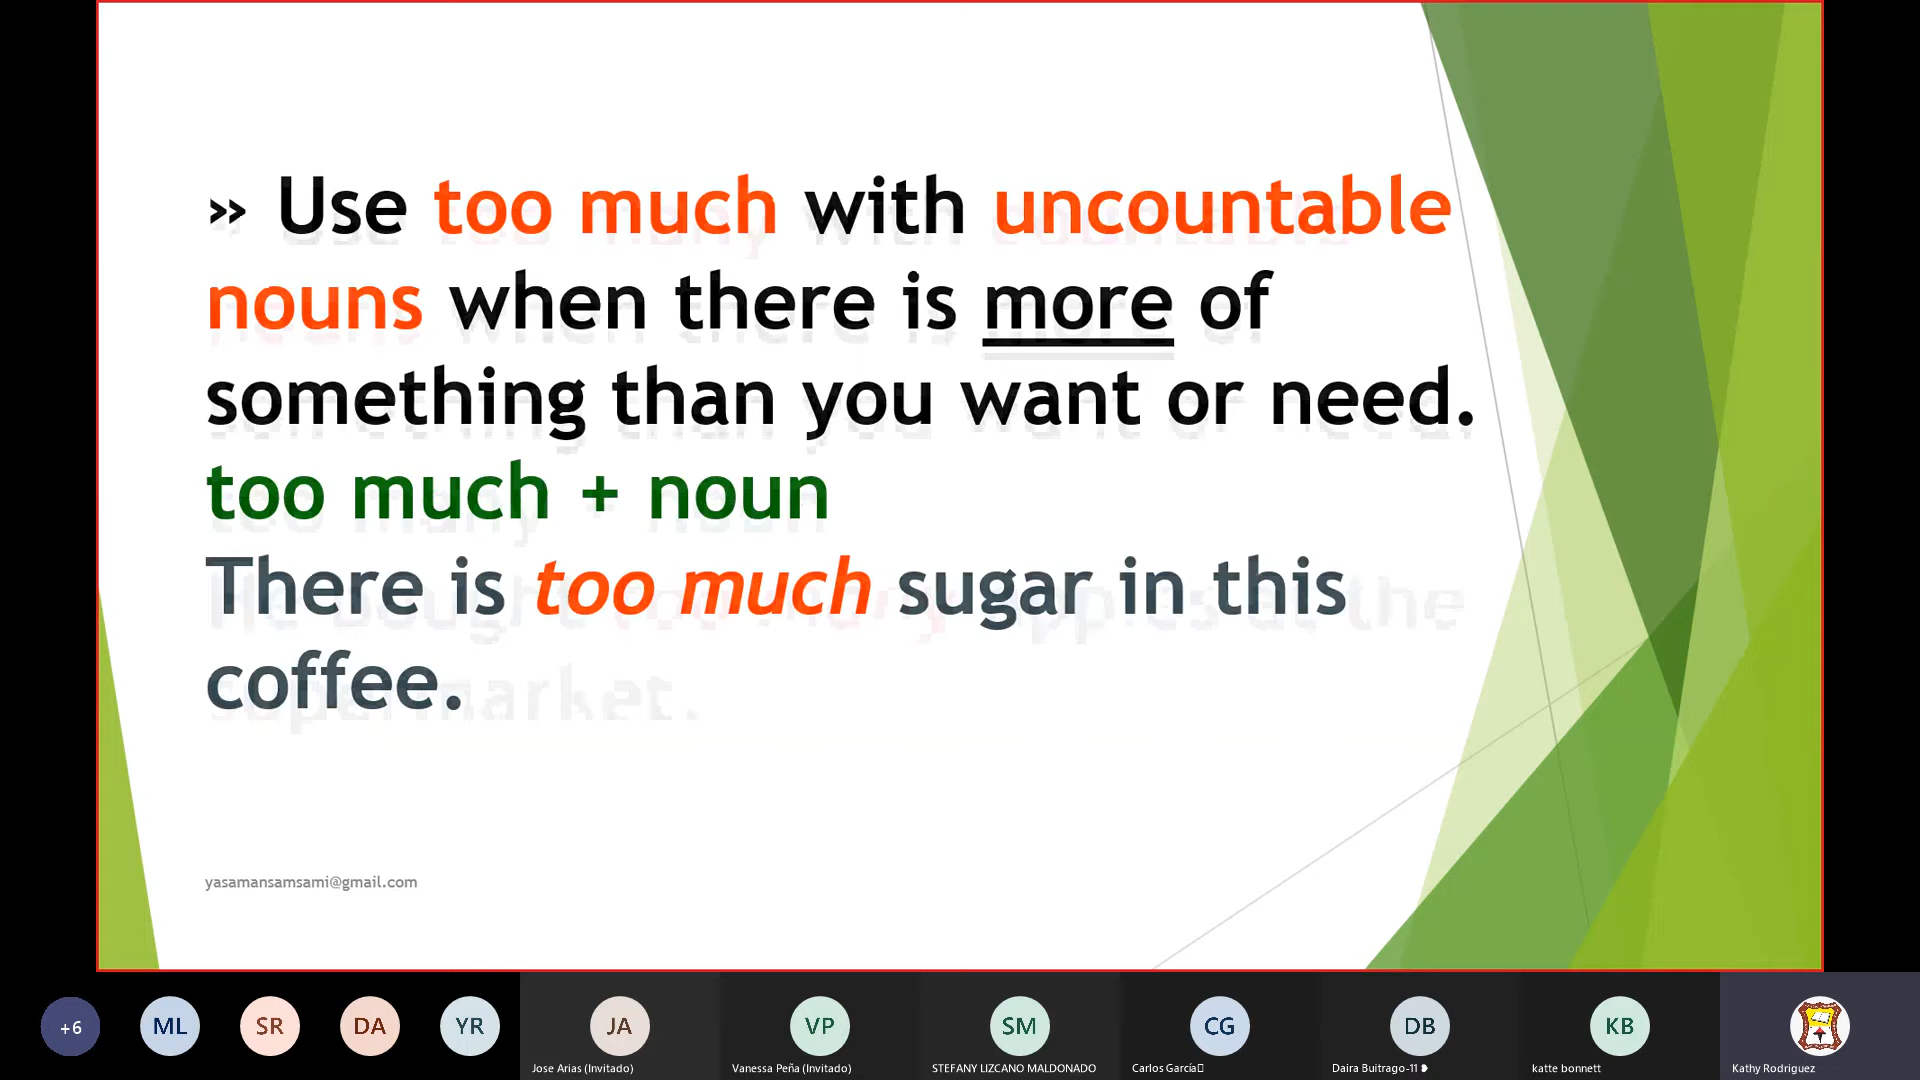 » Use too much with uncountable
nouns when there is more of
something than you want or need.
too much + noun
There is too much sugar in this
coffee.
yasamansamsami@gmail.com
+6 ML SR DA YR JA VP SM CG DB KB
Jose Arias (Invitado) Vanessa Peña (Invitado) STEFANY LIZCANO MALDONADO Carlos García Daira Buitrago-11 katte bonnett Kathy Rodriguez